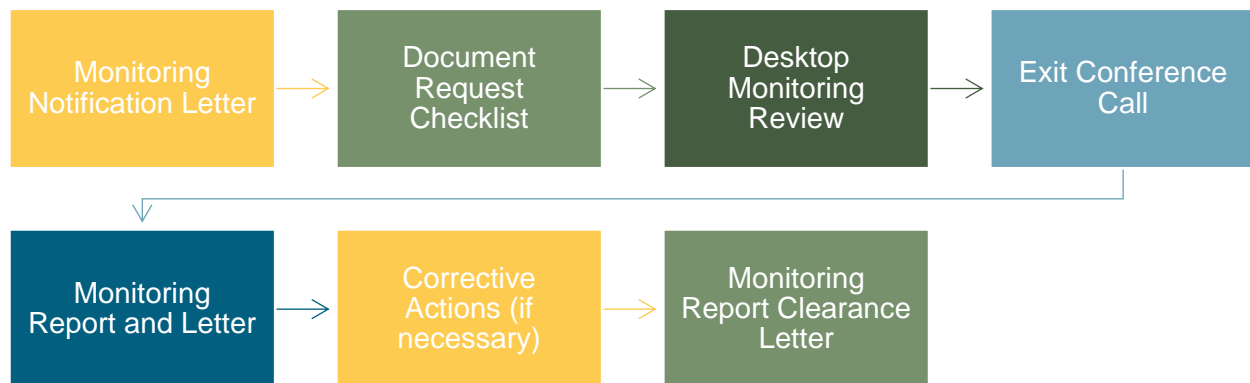 Monitoring
Notification Letter
Document
Request
Checklist
Desktop
Monitoring
Review
Exit Conference
Call
Monitoring
Report and Letter
Corrective
Actions (if
necessary)
Monitoring
Report Clearance
Letter